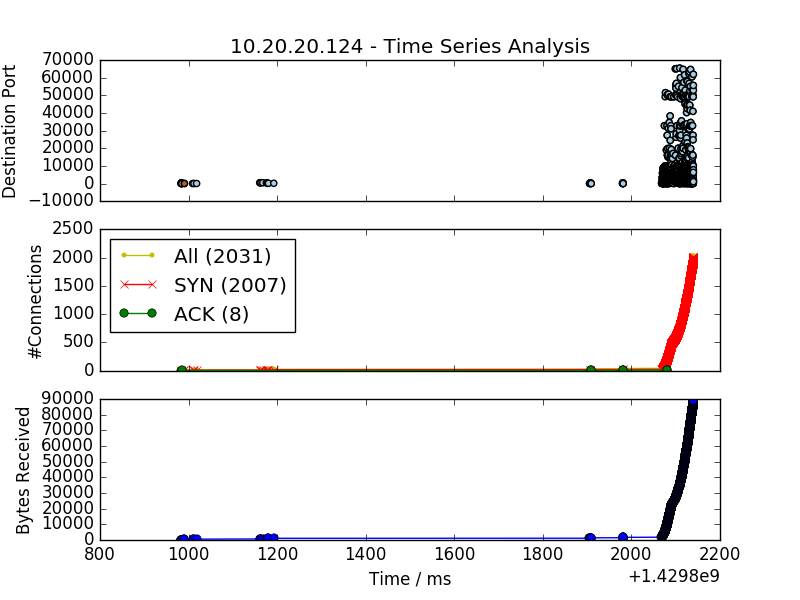 10.20.20.124 - Time Series Analysis
70000
60000
50000
40000
30000
20000
10000
0
−10000
Destination Port
2500
2000
1500
1000
500
0
#Connections
All (2031)
SYN (2007)
ACK (8)
90000
80000
70000
60000
50000
40000
30000
20000
10000
0
Bytes Received
800 1000 1200 1400 1600 1800 2000 2200
Time / ms
+1.4298e9